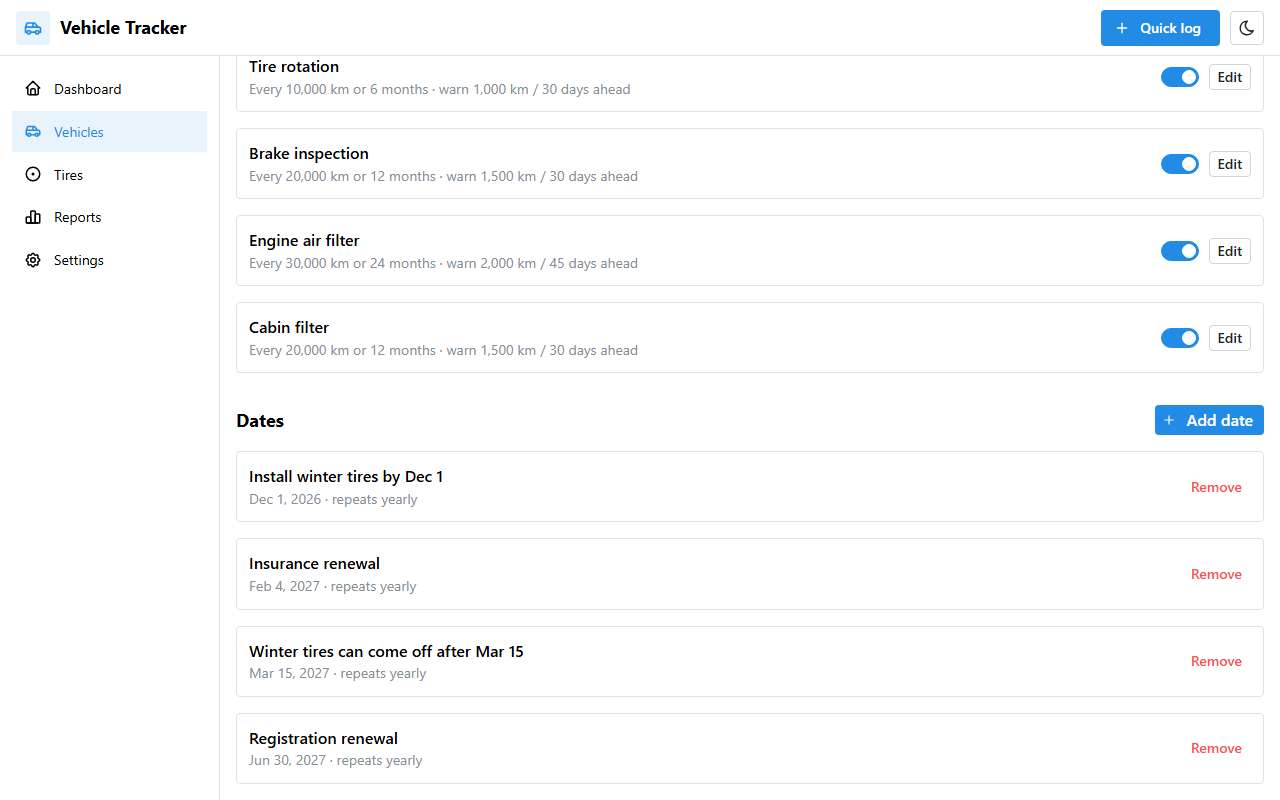 Vehicle Tracker
Quick log
Dashboard
Vehicles
Tires
Reports
Settings
Tire rotation
Every 10,000 km or 6 months · warn 1,000 km / 30 days ahead
Edit
Brake inspection
Every 20,000 km or 12 months · warn 1,500 km / 30 days ahead
Edit
Engine air filter
Every 30,000 km or 24 months · warn 2,000 km / 45 days ahead
Edit
Cabin filter
Every 20,000 km or 12 months · warn 1,500 km / 30 days ahead
Edit
Dates
Add date
Install winter tires by Dec 1
Dec 1, 2026 · repeats yearly
Remove
Insurance renewal
Feb 4, 2027 · repeats yearly
Remove
Winter tires can come off after Mar 15
Mar 15, 2027 · repeats yearly
Remove
Registration renewal
Jun 30, 2027 · repeats yearly
Remove